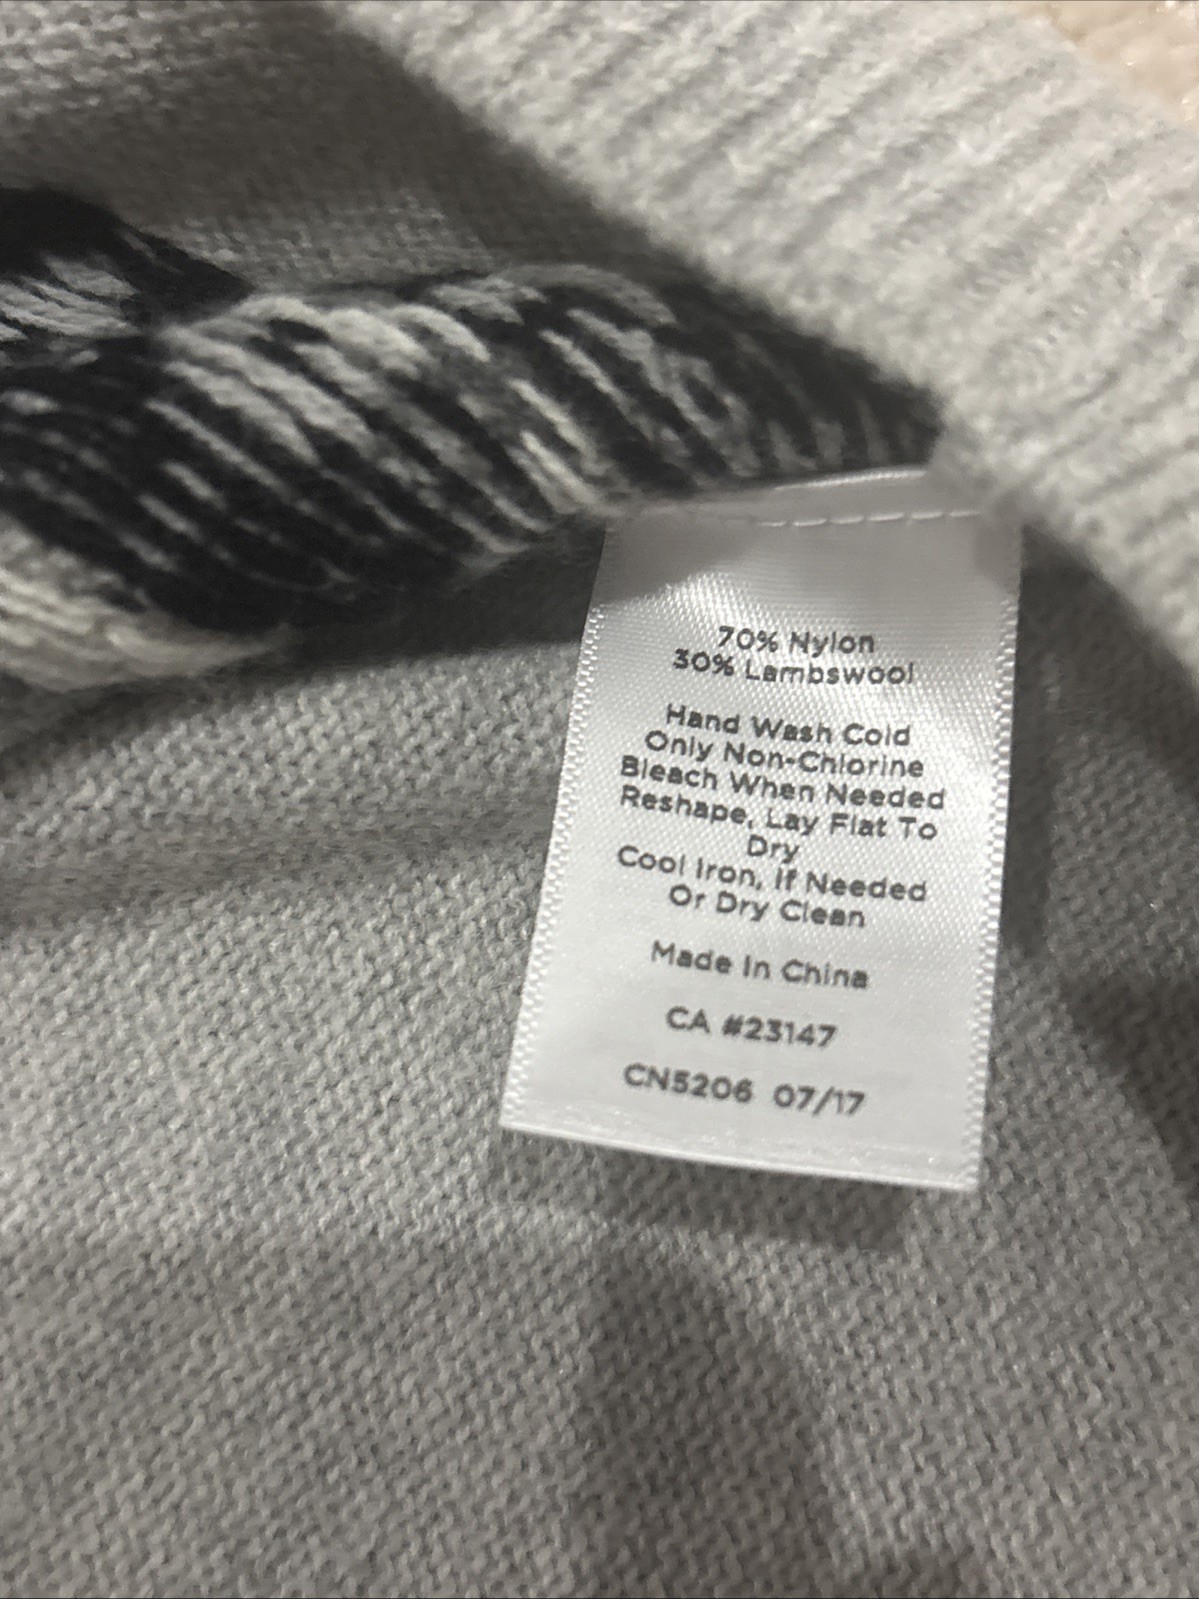 70% Nylon
30% Lambswool
Hand Wash Cold
Only Non-Chlorine
Bleach When Needed
Reshape, Lay Flat To
Dry
Cool Iron, If Needed
Or Dry Clean
Made In China
CA #23147
CN5206 07/17